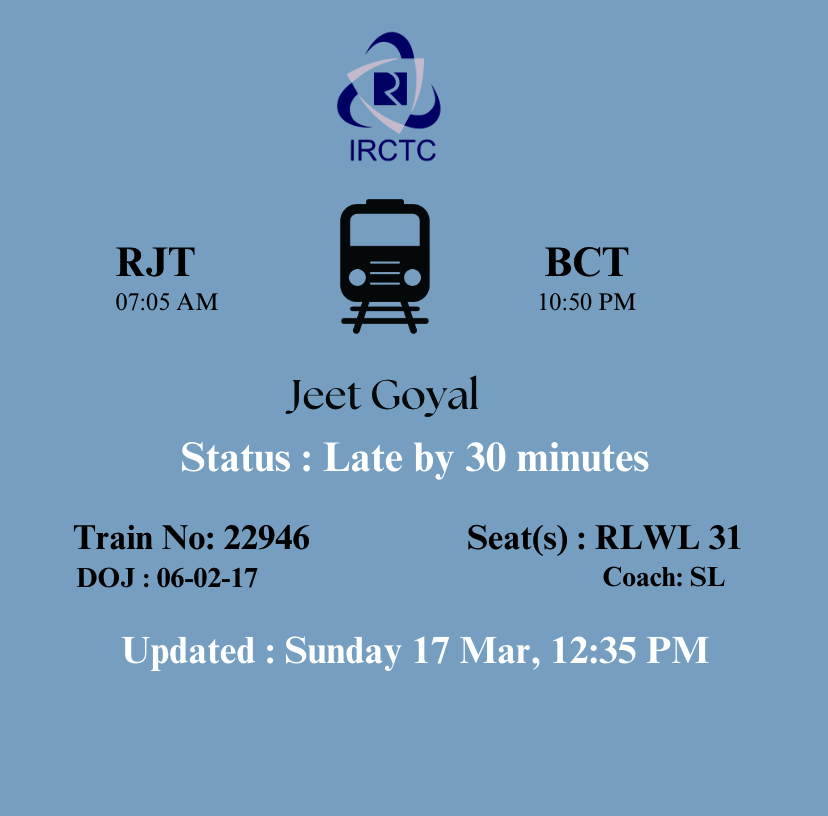 IRCTC
RJT
07:05 AM
BCT
10:50 PM
Jeet Goyal
Status : Late by 30 minutes
Train No: 22946
DOJ : 06-02-17
Seat(s) : RLWL 31
Coach: SL
Updated : Sunday 17 Mar, 12:35 PM